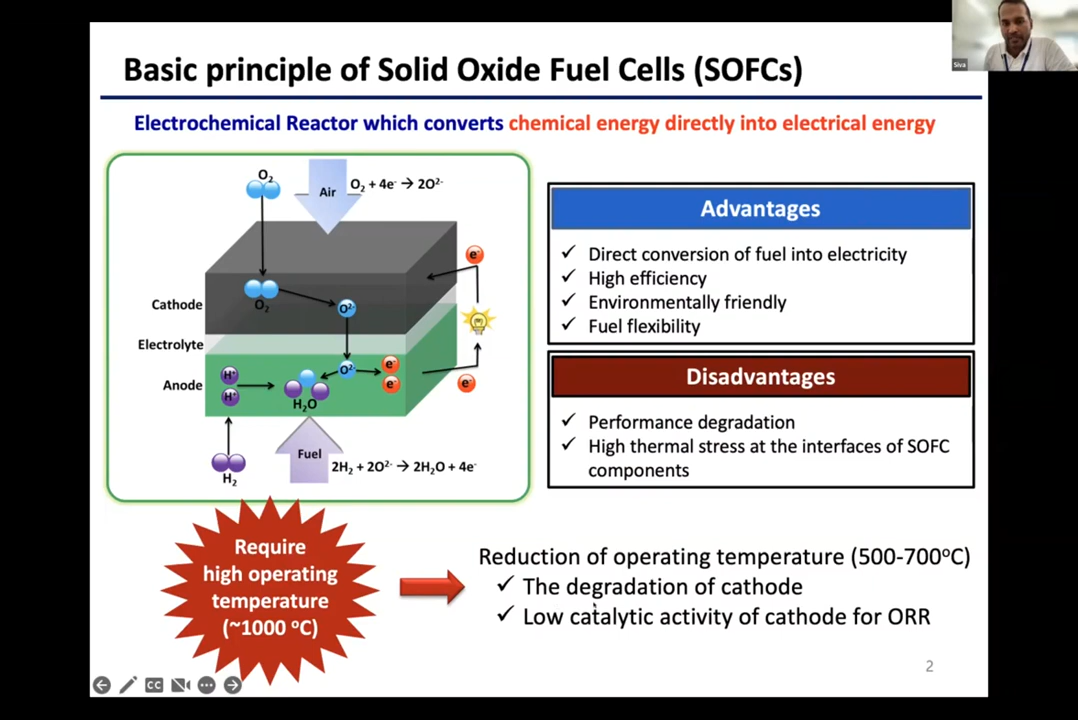 Siva
Basic principle of Solid Oxide Fuel Cells (SOFCs)
Electrochemical Reactor which converts chemical energy directly into electrical energy
O₂
Air
O₂ + 4e⁻ → 2O²⁻
e⁻
Cathode
O₂
O²⁻
Electrolyte
Anode
H⁺
H⁺
O²⁻
e⁻
e⁻
e⁻
H₂O
Fuel
2H₂ + 2O²⁻ → 2H₂O + 4e⁻
H₂
Advantages
✓ Direct conversion of fuel into electricity
✓ High efficiency
✓ Environmentally friendly
✓ Fuel flexibility
Disadvantages
✓ Performance degradation
✓ High thermal stress at the interfaces of SOFC
components
Require
high operating
temperature
(~1000 ᵒC)
Reduction of operating temperature (500-700ᵒC)
✓ The degradation of cathode
✓ Low catalytic activity of cathode for ORR
2
CC